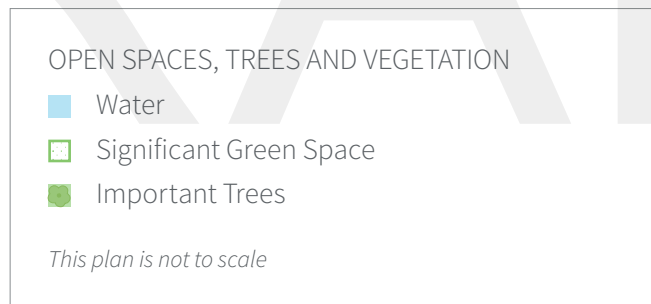 OPEN SPACES, TREES AND VEGETATION
Water
Significant Green Space
Important Trees
This plan is not to scale